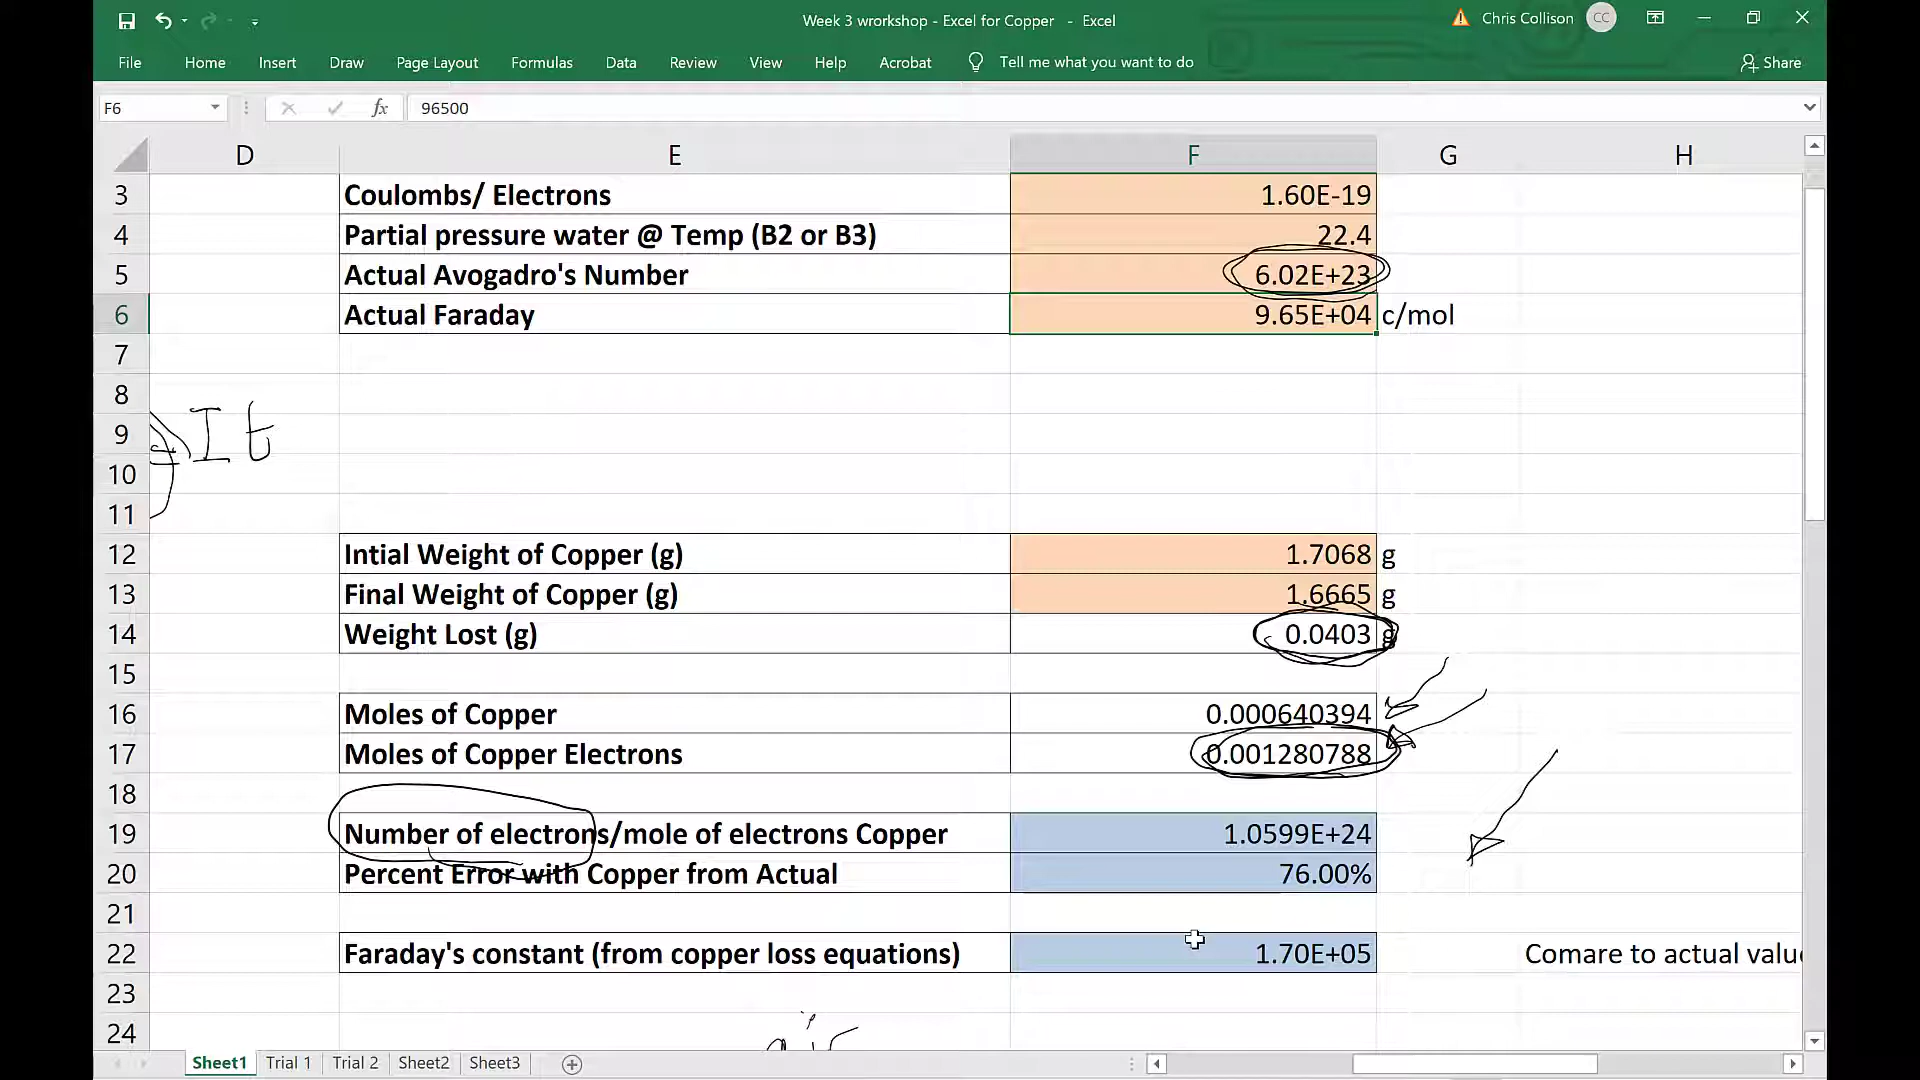 Week 3 wrokshop - Excel for Copper - Excel
Chris Collison
CC
File Home Insert Draw Page Layout Formulas Data Review View Help Acrobat Tell me what you want to do Share
F6 fx 96500
D E F G H
3 Coulombs/ Electrons 1.60E-19
4 Partial pressure water @ Temp (B2 or B3) 22.4
5 Actual Avogadro's Number 6.02E+23
6 Actual Faraday 9.65E+04 c/mol
7
8
9 = It
10
11
12 Intial Weight of Copper (g) 1.7068 g
13 Final Weight of Copper (g) 1.6665 g
14 Weight Lost (g) 0.0403 g
15
16 Moles of Copper 0.000640394
17 Moles of Copper Electrons 0.001280788
18
19 Number of electrons/mole of electrons Copper 1.0599E+24
20 Percent Error with Copper from Actual 76.00%
21
22 Faraday's constant (from copper loss equations) 1.70E+05 Comare to actual valu
23
24
Sheet1 Trial 1 Trial 2 Sheet2 Sheet3